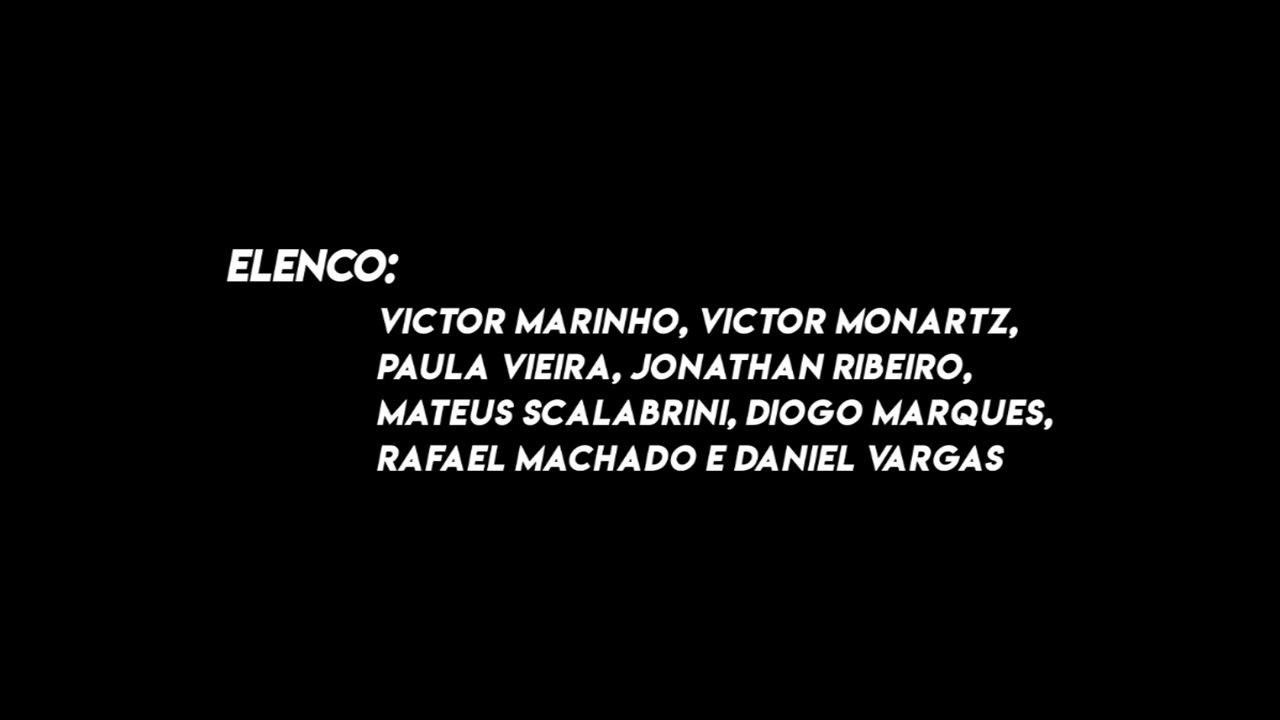 ELENCO:
VICTOR MARINHO, VICTOR MONARTZ,
PAULA VIEIRA, JONATHAN RIBEIRO,
MATEUS SCALABRINI, DIOGO MARQUES,
RAFAEL MACHADO E DANIEL VARGAS